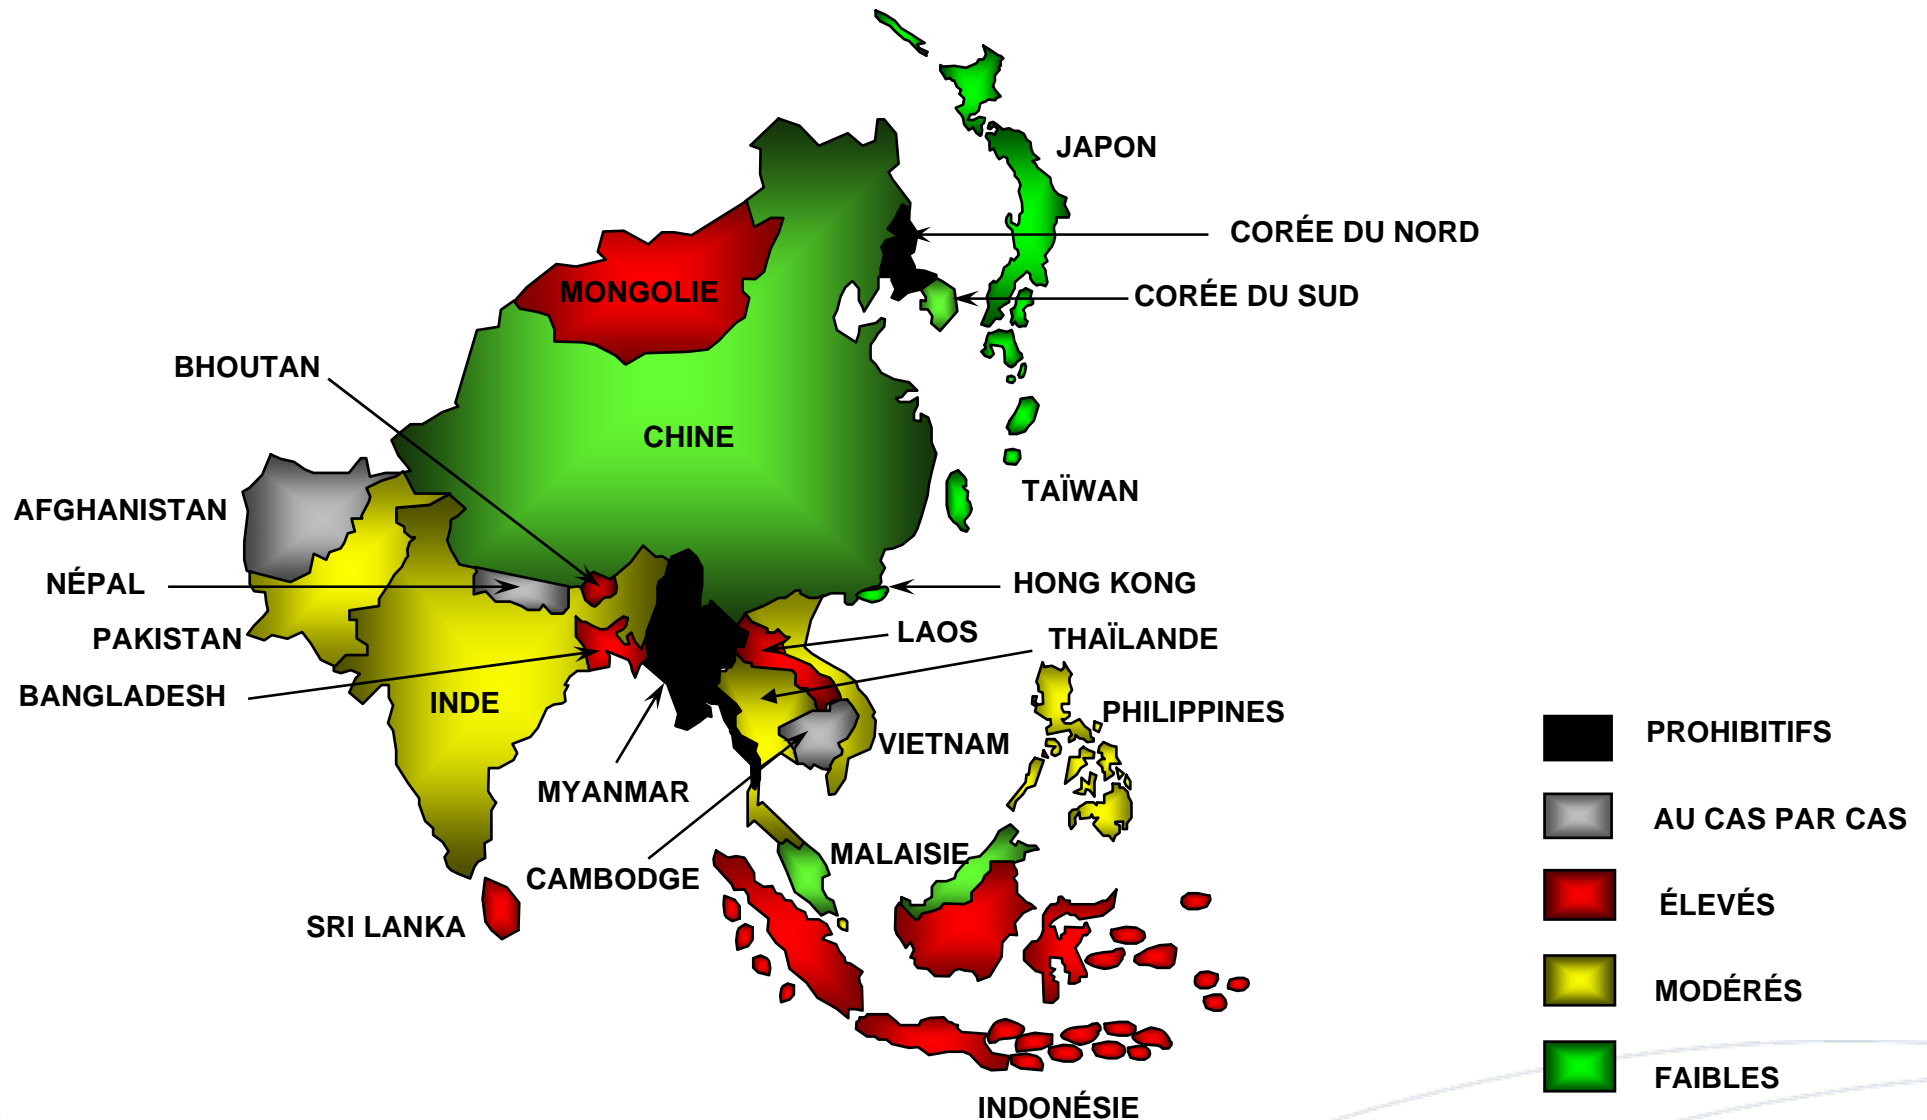 JAPON
CORÉE DU NORD
MONGOLIE
CORÉE DU SUD
BHOUTAN
CHINE
TAÏWAN
AFGHANISTAN
NÉPAL
HONG KONG
PAKISTAN
LAOS
THAÏLANDE
BANGLADESH
INDE
PHILIPPINES
VIETNAM
PROHIBITIFS
MYANMAR
AU CAS PAR CAS
MALAISIE
CAMBODGE
ÉLEVÉS
SRI LANKA
MODÉRÉS
FAIBLES
INDONÉSIE